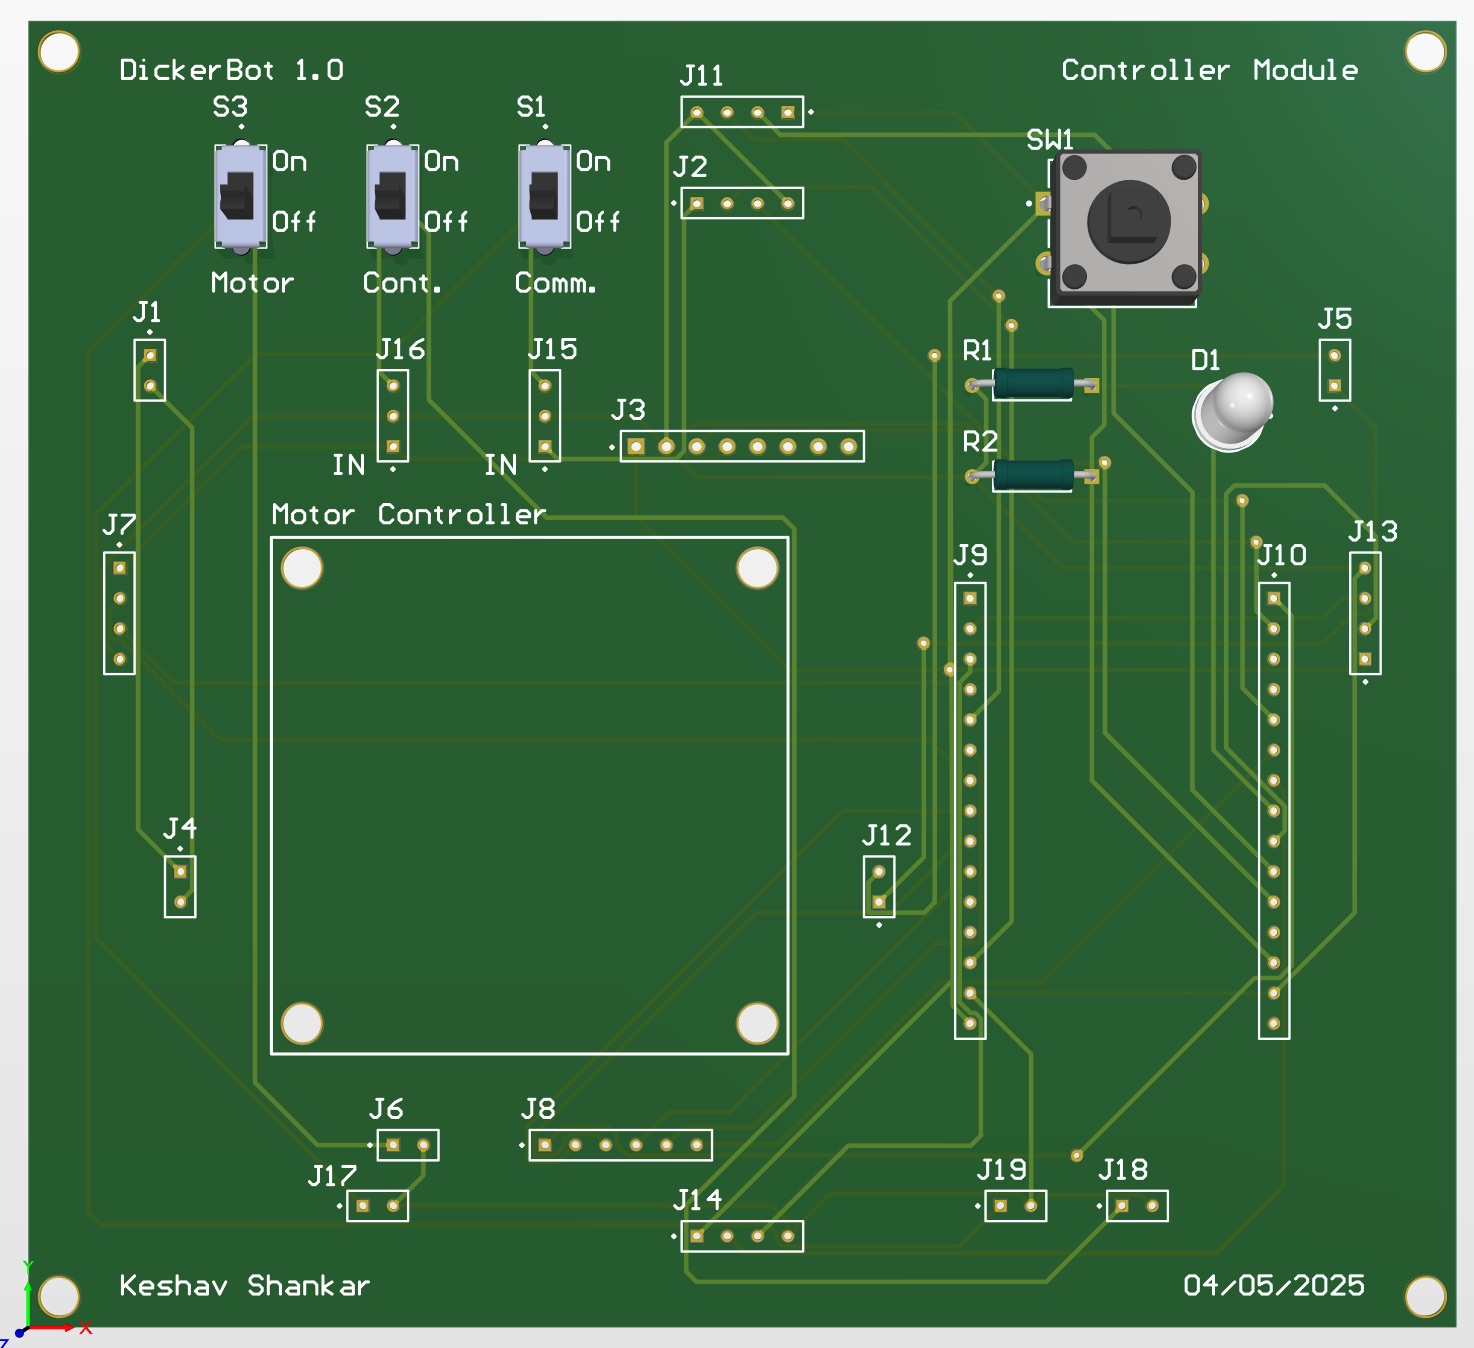 DickerBot 1.0
Controller Module
J11
S3
S2
S1
SW1
On
On
On
J2
Off
Off
Off
Motor
Cont.
Comm.
J1
J5
J16
J15
R1
D1
J3
R2
IN
IN
Motor Controller
J7
J13
J9
J10
J4
J12
J6
J8
J17
J19
J18
J14
Keshav Shankar
04/05/2025
Y
X
Z